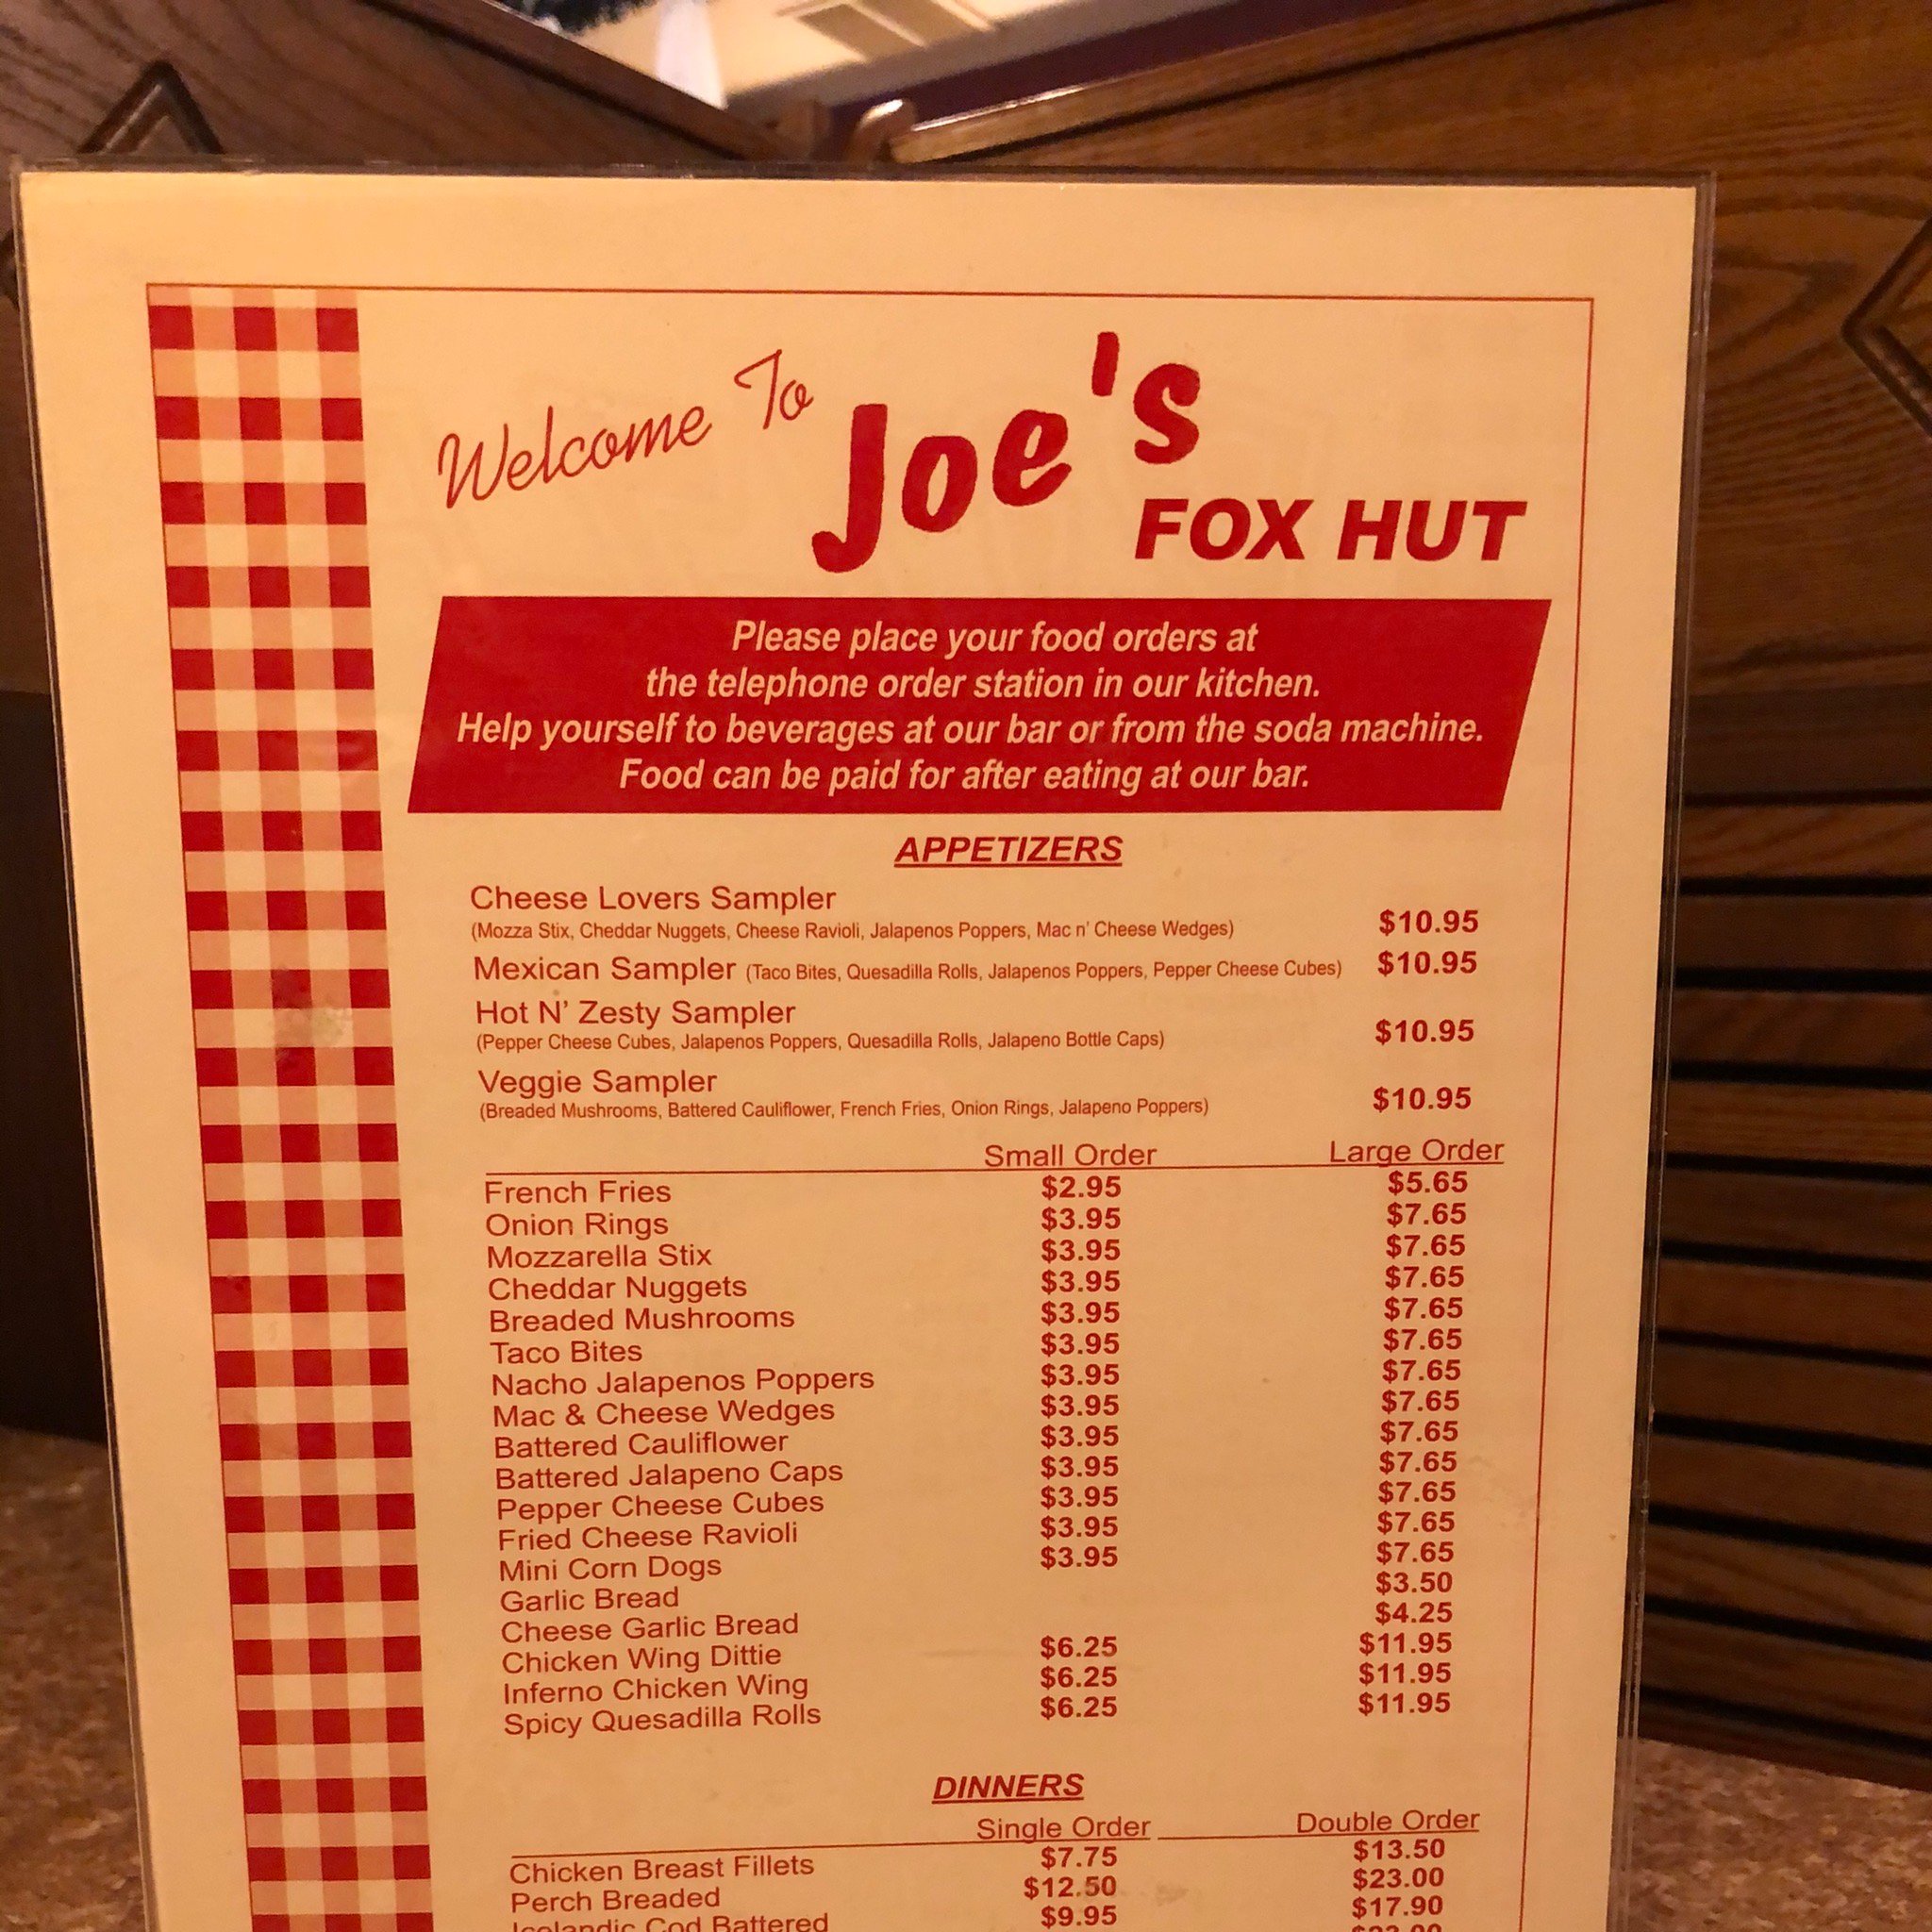 Welcome To Joe's
FOX HUT
Please place your food orders at
the telephone order station in our kitchen.
Help yourself to beverages at our bar or from the soda machine.
Food can be paid for after eating at our bar.
APPETIZERS
Cheese Lovers Sampler
(Mozza Stix, Cheddar Nuggets, Cheese Ravioli, Jalapenos Poppers, Mac n' Cheese Wedges) $10.95
Mexican Sampler (Taco Bites, Quesadilla Rolls, Jalapenos Poppers, Pepper Cheese Cubes) $10.95
Hot N' Zesty Sampler
(Pepper Cheese Cubes, Jalapenos Poppers, Quesadilla Rolls, Jalapeno Bottle Caps) $10.95
Veggie Sampler
(Breaded Mushrooms, Battered Cauliflower, French Fries, Onion Rings, Jalapeno Poppers) $10.95
Small Order Large Order
French Fries $2.95 $5.65
Onion Rings $3.95 $7.65
Mozzarella Stix $3.95 $7.65
Cheddar Nuggets $3.95 $7.65
Breaded Mushrooms $3.95 $7.65
Taco Bites $3.95 $7.65
Nacho Jalapenos Poppers $3.95 $7.65
Mac & Cheese Wedges $3.95 $7.65
Battered Cauliflower $3.95 $7.65
Battered Jalapeno Caps $3.95 $7.65
Pepper Cheese Cubes $3.95 $7.65
Fried Cheese Ravioli $3.95 $7.65
Mini Corn Dogs $3.95 $7.65
Garlic Bread $3.50
Cheese Garlic Bread $4.25
Chicken Wing Dittie $6.25 $11.95
Inferno Chicken Wing $6.25 $11.95
Spicy Quesadilla Rolls $6.25 $11.95
DINNERS
Single Order Double Order
Chicken Breast Fillets $7.75 $13.50
Perch Breaded $12.50 $23.00
Icelandic Cod Battered $9.95 $17.90